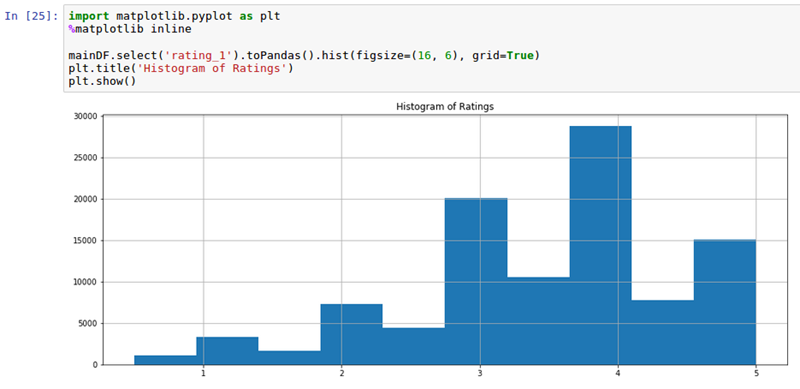 In [25]: import matplotlib.pyplot as plt
%matplotlib inline
mainDF.select('rating_1').toPandas().hist(figsize=(16, 6), grid=True)
plt.title('Histogram of Ratings')
plt.show()
Histogram of Ratings
30000
25000
20000
15000
10000
5000
0
1 2 3 4 5